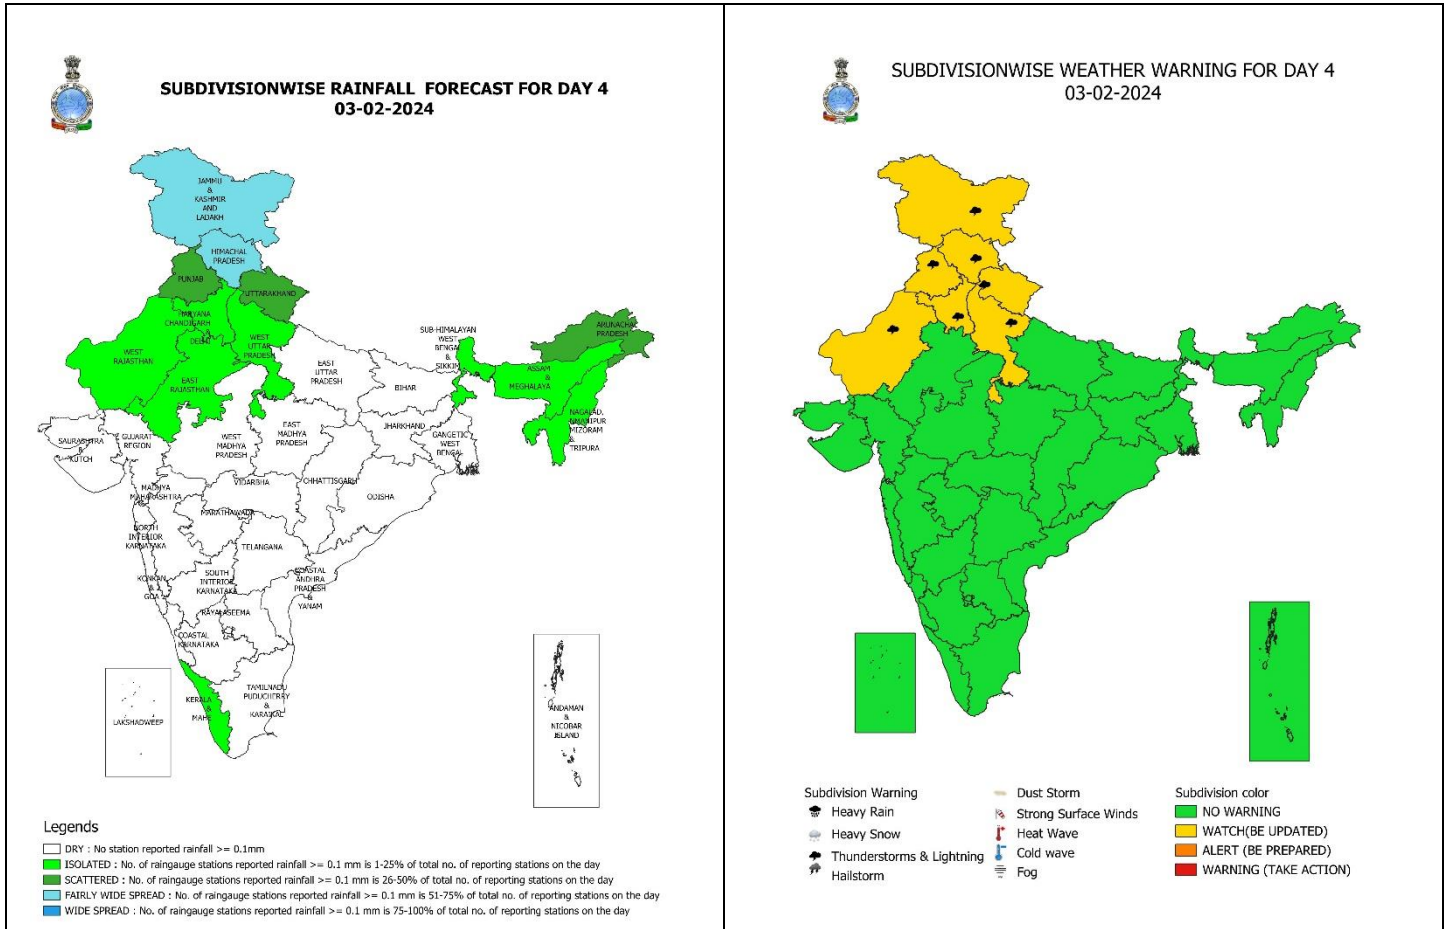 SUBDIVISIONWISE RAINFALL FORECAST FOR DAY 4
03-02-2024
JAMMU
&
KASHMIR
AND
LADAKH
HIMACHAL
PRADESH
PUNJAB
UTTARAKHAND
HARYANA
CHANDIGARH
&
DELHI
WEST
RAJASTHAN
WEST
UTTAR
PRADESH
EAST
RAJASTHAN
EAST
UTTAR
PRADESH
SUB-HIMALAYAN
WEST
BENGAL
&
SIKKIM
ARUNACHAL
PRADESH
ASSAM
&
MEGHALAYA
BIHAR
NAGALAD,
MANIPUR
MIZORAM
&
TRIPURA
SAURASHTRA
&
KUTCH
GUJARAT
REGION
WEST
MADHYA
PRADESH
EAST
MADHYA
PRADESH
JHARKHAND
GANGETIC
WEST
BENGAL
MADHYA
MAHARASHTRA
VIDARBHA
CHHATTISGARH
ODISHA
MARATHAWADA
NORTH
INTERIOR
KARNATAKA
TELANGANA
KONKAN
&
GOA
SOUTH
INTERIOR
KARNATAKA
COASTAL
ANDHRA
PRADESH
&
YANAM
RAYALASEEMA
COASTAL
KARNATAKA
KERALA
&
MAHE
TAMILNADU
PUDUCHERRY
&
KARAIKAL
LAKSHADWEEP
ANDAMAN
&
NICOBAR
ISLAND
Legends
DRY : No station reported rainfall >= 0.1mm
ISOLATED : No. of raingauge stations reported rainfall >= 0.1 mm is 1-25% of total no. of reporting stations on the day
SCATTERED : No. of raingauge stations reported rainfall >= 0.1 mm is 26-50% of total no. of reporting stations on the day
FAIRLY WIDE SPREAD : No. of raingauge stations reported rainfall >= 0.1 mm is 51-75% of total no. of reporting stations on the day
WIDE SPREAD : No. of raingauge stations reported rainfall >= 0.1 mm is 75-100% of total no. of reporting stations on the day
SUBDIVISIONWISE WEATHER WARNING FOR DAY 4
03-02-2024
Subdivision Warning
Heavy Rain
Heavy Snow
Thunderstorms & Lightning
Hailstorm
Dust Storm
Strong Surface Winds
Heat Wave
Cold wave
Fog
Subdivision color
NO WARNING
WATCH(BE UPDATED)
ALERT (BE PREPARED)
WARNING (TAKE ACTION)